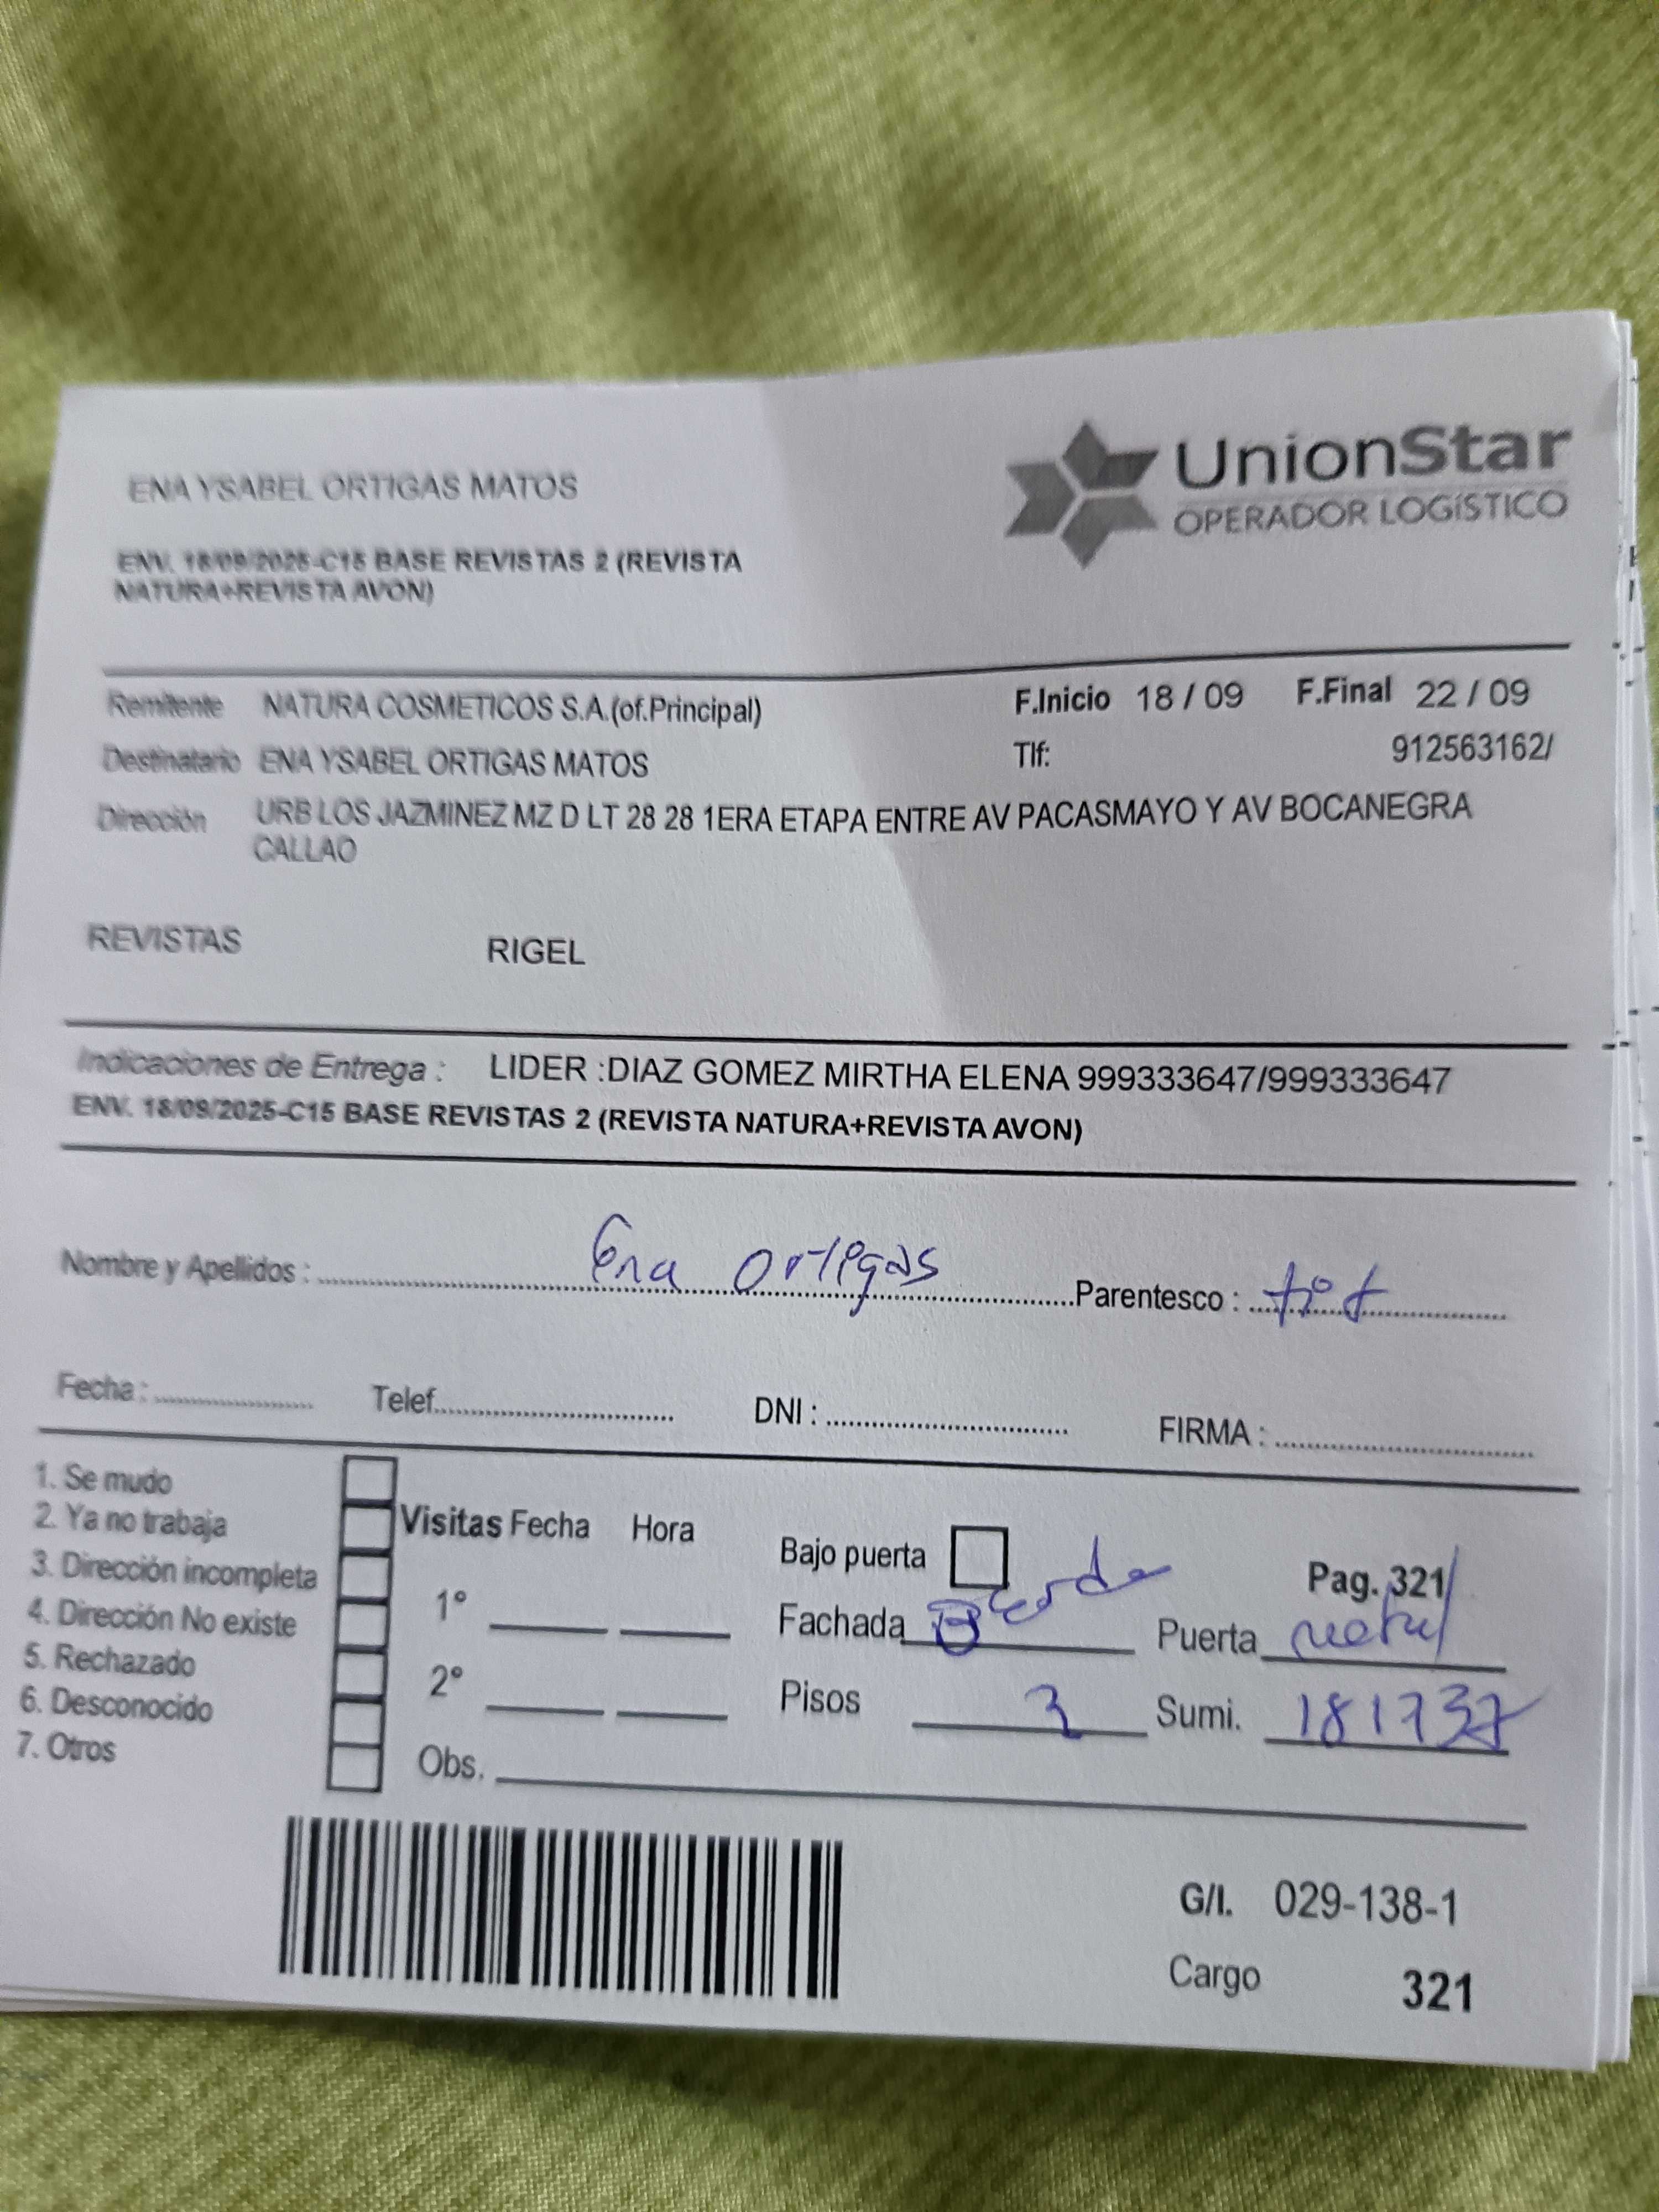 UnionStar
OPERADOR LOGÍSTICO
ENA YSABEL ORTIGAS MATOS
ENV. 18/09/2025-C15 BASE REVISTAS 2 (REVISTA
NATURA+REVISTA AVON)
Remitente NATURA COSMETICOS S.A.(of.Principal) F.Inicio 18 / 09 F.Final 22 / 09
Destinatario ENA YSABEL ORTIGAS MATOS Tlf: 912563162/
Dirección URB LOS JAZMINEZ MZ D LT 28 28 1ERA ETAPA ENTRE AV PACASMAYO Y AV BOCANEGRA
CALLAO
REVISTAS RIGEL
Indicaciones de Entrega : LIDER :DIAZ GOMEZ MIRTHA ELENA 999333647/999333647
ENV. 18/09/2025-C15 BASE REVISTAS 2 (REVISTA NATURA+REVISTA AVON)
Nombre y Apellidos : Ena Ortigas Parentesco :
Fecha : Telef. DNI : FIRMA :
1. Se mudo
2. Ya no trabaja
3. Dirección incompleta
4. Dirección No existe
5. Rechazado
6. Desconocido
7. Otros
Visitas Fecha Hora
1°
2°
Obs.
Bajo puerta Pag. 321/
Fachada Puerta metal
Pisos 3 Sumi. 181737
G/I. 029-138-1
Cargo 321